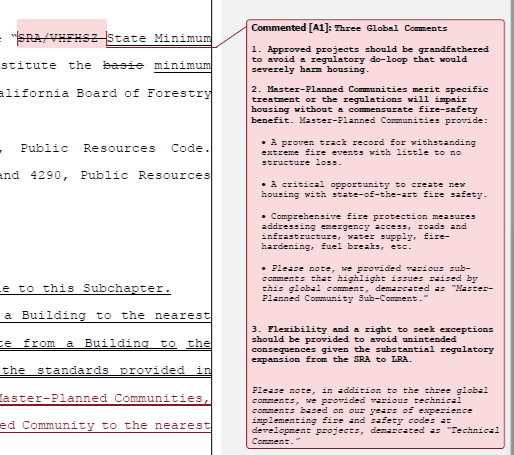 e “SRA/VHFHSZ State Minimum
stitute the basic minimum
alifornia Board of Forestry
, Public Resources Code.
and 4290, Public Resources
le to this Subchapter.
a Building to the nearest
te from a Building to the
the standards provided in
Master-Planned Communities,
ed Community to the nearest
Commented [A1]: Three Global Comments
1. Approved projects should be grandfathered
to avoid a regulatory do-loop that would
severely harm housing.
2. Master-Planned Communities merit specific
treatment or the regulations will impair
housing without a commensurate fire-safety
benefit. Master-Planned Communities provide:
• A proven track record for withstanding
extreme fire events with little to no
structure loss.
• A critical opportunity to create new
housing with state-of-the-art fire safety.
• Comprehensive fire protection measures
addressing emergency access, roads and
infrastructure, water supply, fire-
hardening, fuel breaks, etc.
• Please note, we provided various sub-
comments that highlight issues raised by
this global comment, demarcated as “Master-
Planned Community Sub-Comment.”
3. Flexibility and a right to seek exceptions
should be provided to avoid unintended
consequences given the substantial regulatory
expansion from the SRA to LRA.
Please note, in addition to the three global
comments, we provided various technical
comments based on our years of experience
implementing fire and safety codes at
development projects, demarcated as “Technical
Comment.”